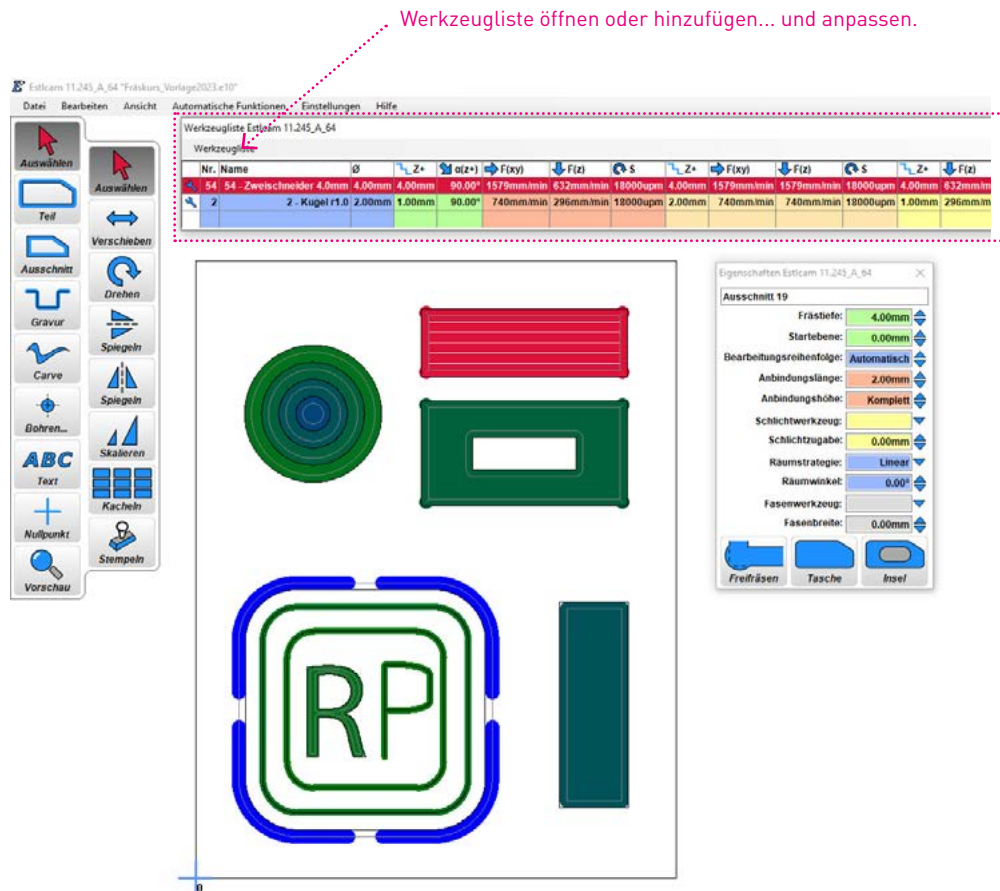 Werkzeugliste öffnen oder hinzufügen... und anpassen.
Estlcam 11.245_A_64 "Fräskurs_Vorlage2023.e10"
Datei Bearbeiten Ansicht Automatische Funktionen Einstellungen Hilfe
Werkzeugliste Estlcam 11.245_A_64
Werkzeugliste
Nr. Name Ø Z+ α(z+) F(xy) F(z) S Z+ F(xy) F(z) S Z+ F(z)
54 54 - Zweischneider 4.0mm 4.00mm 4.00mm 90.00° 1579mm/min 632mm/min 18000upm 4.00mm 1579mm/min 1579mm/min 18000upm 4.00mm 632mm/m
2 2 - Kugel r1.0 2.00mm 1.00mm 90.00° 740mm/min 296mm/min 18000upm 2.00mm 740mm/min 740mm/min 18000upm 1.00mm 296mm/m
Auswählen
Teil
Ausschnitt
Gravur
Carve
Bohren...
ABC
Text
Nullpunkt
Vorschau
Auswählen
Verschieben
Drehen
Spiegeln
Spiegeln
Skalieren
Kacheln
Stempeln
RP
0
Eigenschaften Estlcam 11.245_A_64
Ausschnitt 19
Frästiefe: 4.00mm
Startebene: 0.00mm
Bearbeitungsreihenfolge: Automatisch
Anbindungslänge: 2.00mm
Anbindungshöhe: Komplett
Schlichtwerkzeug:
Schlichtzugabe: 0.00mm
Räumstrategie: Linear
Räumwinkel: 0.00°
Fasenwerkzeug:
Fasenbreite: 0.00mm
Freifräsen Tasche Insel